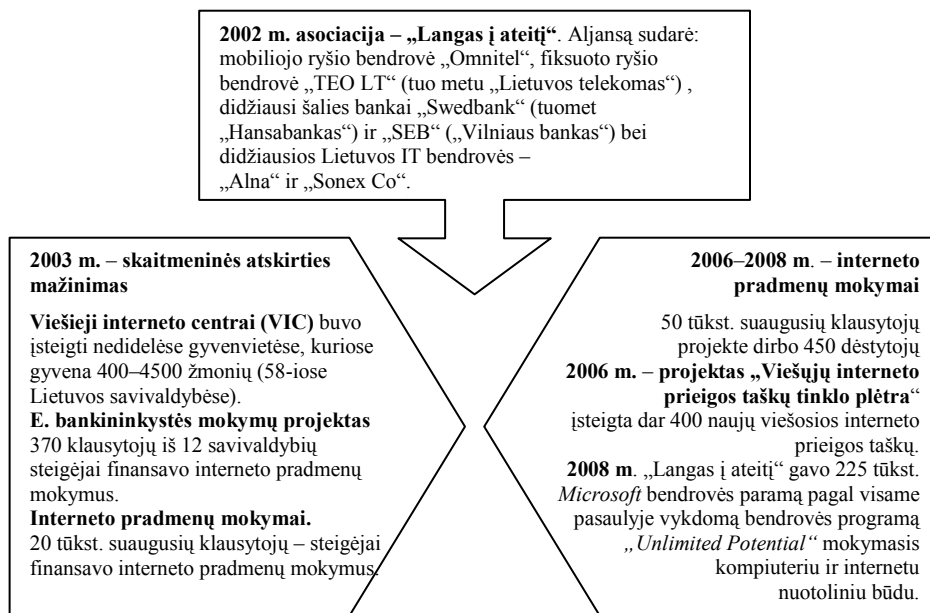 2002 m. asociacija – „Langas į ateitį“. Aljansą sudarė:
mobiliojo ryšio bendrovė „Omnitel“, fiksuoto ryšio
bendrovė „TEO LT“ (tuo metu „Lietuvos telekomas“) ,
didžiausi šalies bankai „Swedbank“ (tuomet
„Hansabankas“) ir „SEB“ („Vilniaus bankas“) bei
didžiausios Lietuvos IT bendrovės –
„Alna“ ir „Sonex Co“.
2003 m. – skaitmeninės atskirties
mažinimas
Viešieji interneto centrai (VIC) buvo
įsteigti nedidelėse gyvenvietėse, kuriose
gyvena 400–4500 žmonių (58-iose
Lietuvos savivaldybėse).
E. bankininkystės mokymų projektas
370 klausytojų iš 12 savivaldybių
steigėjai finansavo interneto pradmenų
mokymus.
Interneto pradmenų mokymai.
20 tūkst. suaugusių klausytojų – steigėjai
finansavo interneto pradmenų mokymus.
2006–2008 m. – interneto
pradmenų mokymai
50 tūkst. suaugusių klausytojų
projekte dirbo 450 dėstytojų
2006 m. – projektas „Viešųjų interneto
prieigos taškų tinklo plėtra“
įsteigta dar 400 naujų viešosios interneto
prieigos taškų.
2008 m. „Langas į ateitį“ gavo 225 tūkst.
Microsoft bendrovės paramą pagal visame
pasaulyje vykdomą bendrovės programą
„Unlimited Potential“ mokymasis
kompiuteriu ir internetu
nuotoliniu būdu.